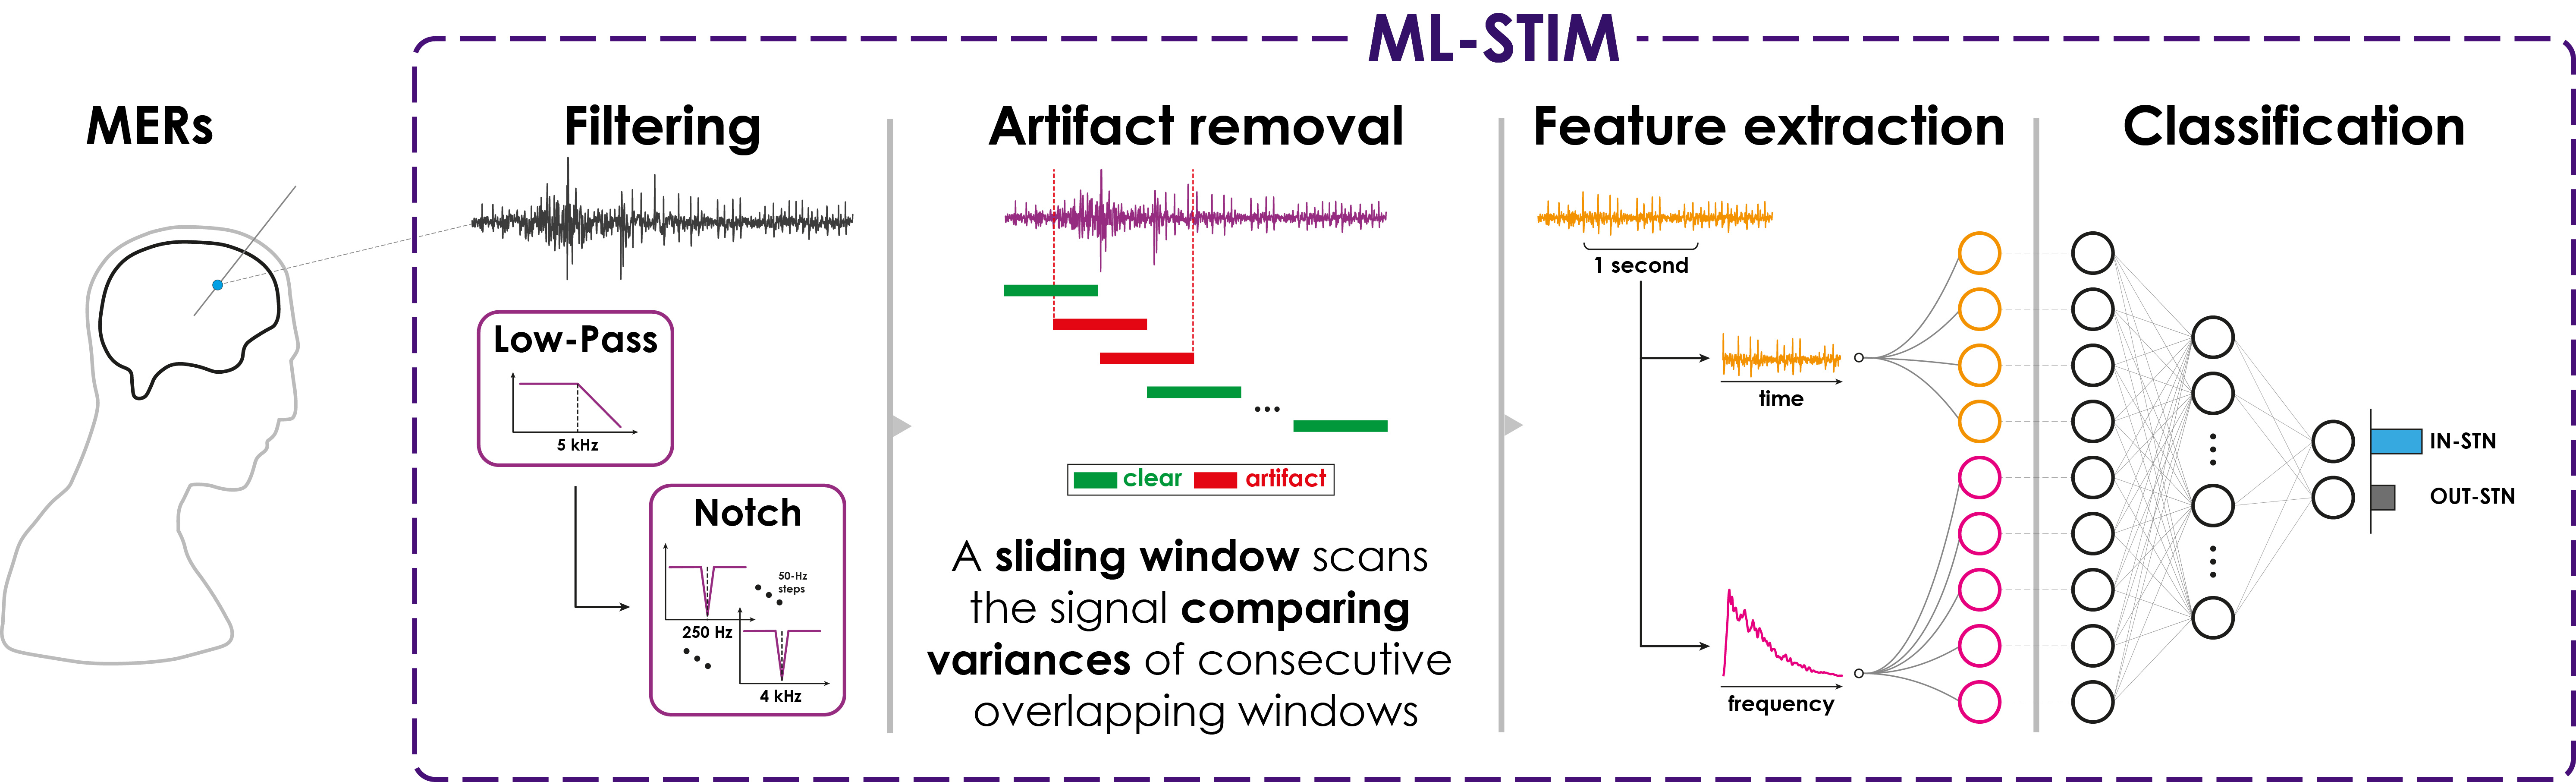 ML-STIM
MERs
Filtering
Low-Pass
5 kHz
Notch
50-Hz
steps
250 Hz
4 kHz
Artifact removal
...
clear
artifact
A sliding window scans
the signal comparing
variances of consecutive
overlapping windows
Feature extraction
1 second
time
frequency
Classification
IN-STN
OUT-STN